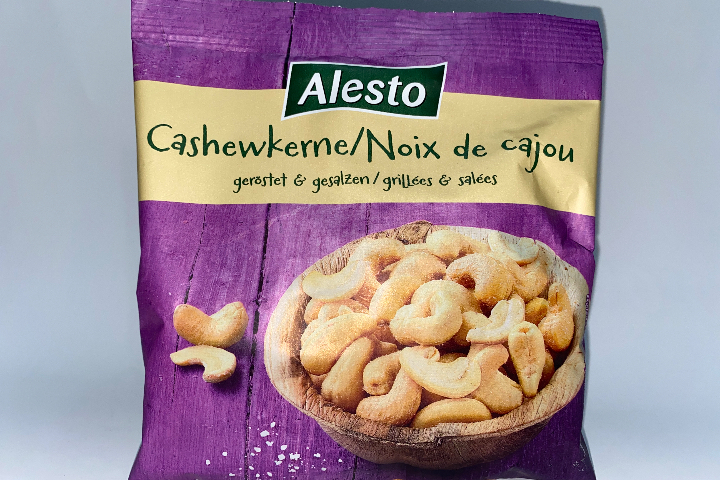 Alesto
Cashewkerne/Noix de cajou
geröstet & gesalzen / grillées & salées